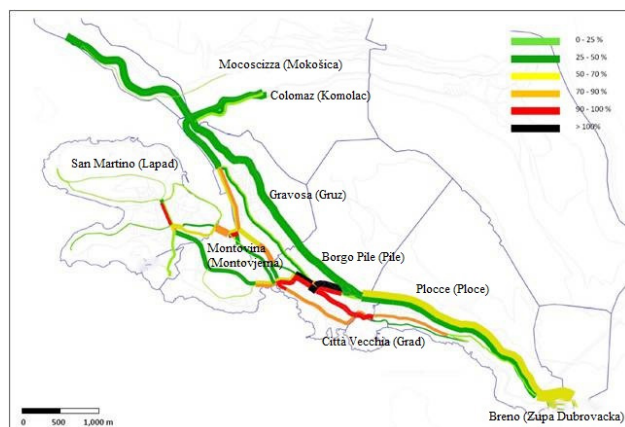 Mocoscizza (Mokošica)
Colomaz (Komolac)
San Martino (Lapad)
Gravosa (Gruz)
Montovina
(Montovjerna)
Borgo Pile (Pile)
Plocce (Ploce)
Città Vecchia (Grad)
Breno (Zupa Dubrovacka)
0 - 25 %
25 - 50 %
50 - 70 %
70 - 90 %
90 - 100 %
> 100 %
0 500 1,000 m